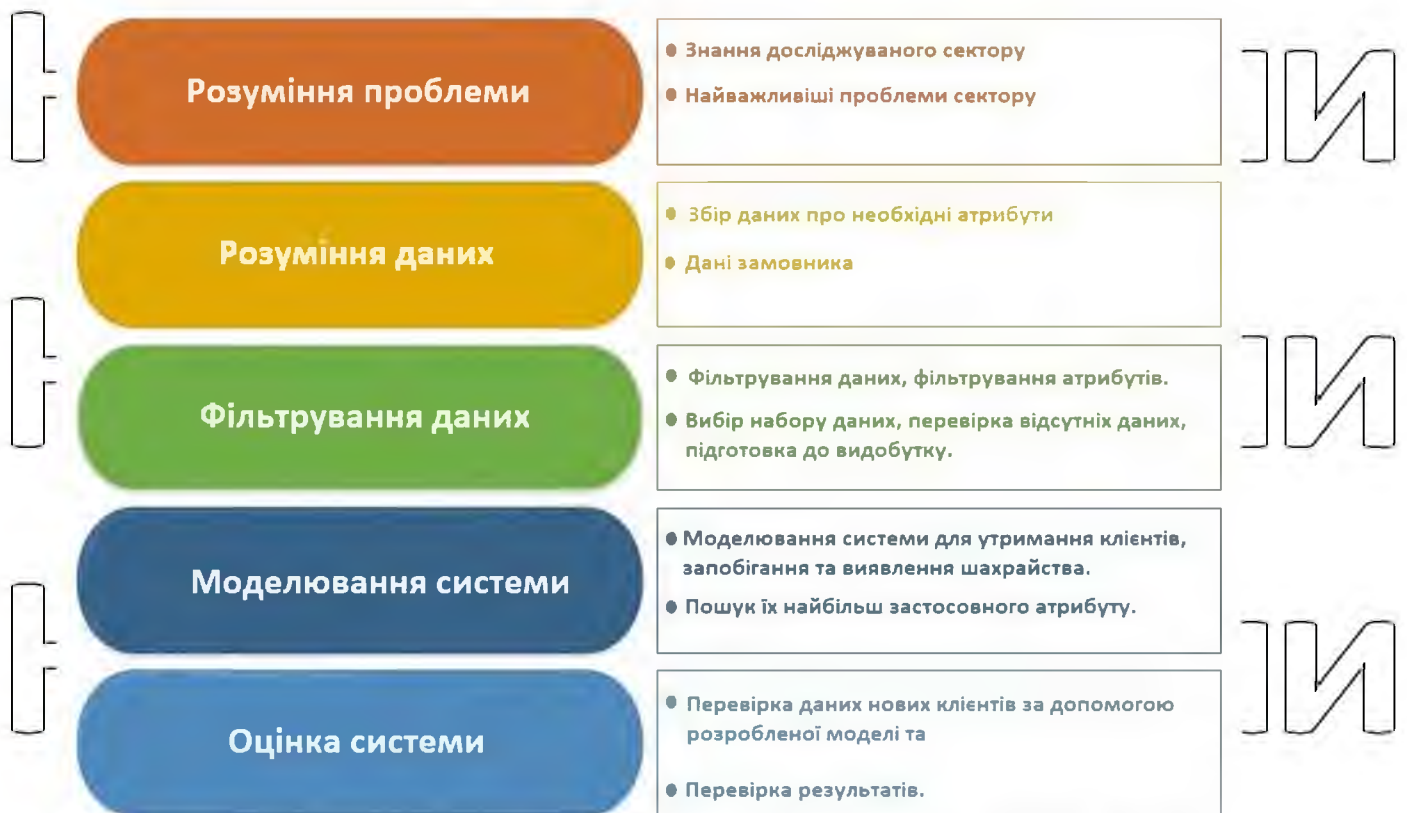 Розуміння проблеми
● Знання досліджуваного сектору
● Найважливіші проблеми сектору
Розуміння даних
● Збір даних про необхідні атрибути
● Дані замовника
Фільтрування даних
● Фільтрування даних, фільтрування атрибутів.
● Вибір набору даних, перевірка відсутніх даних,
підготовка до видобутку.
Моделювання системи
● Моделювання системи для утримання клієнтів,
запобігання та виявлення шахрайства.
● Пошук їх найбільш застосовного атрибуту.
Оцінка системи
● Перевірка даних нових клієнтів за допомогою
розробленої моделі та
● Перевірка результатів.
И
И
И